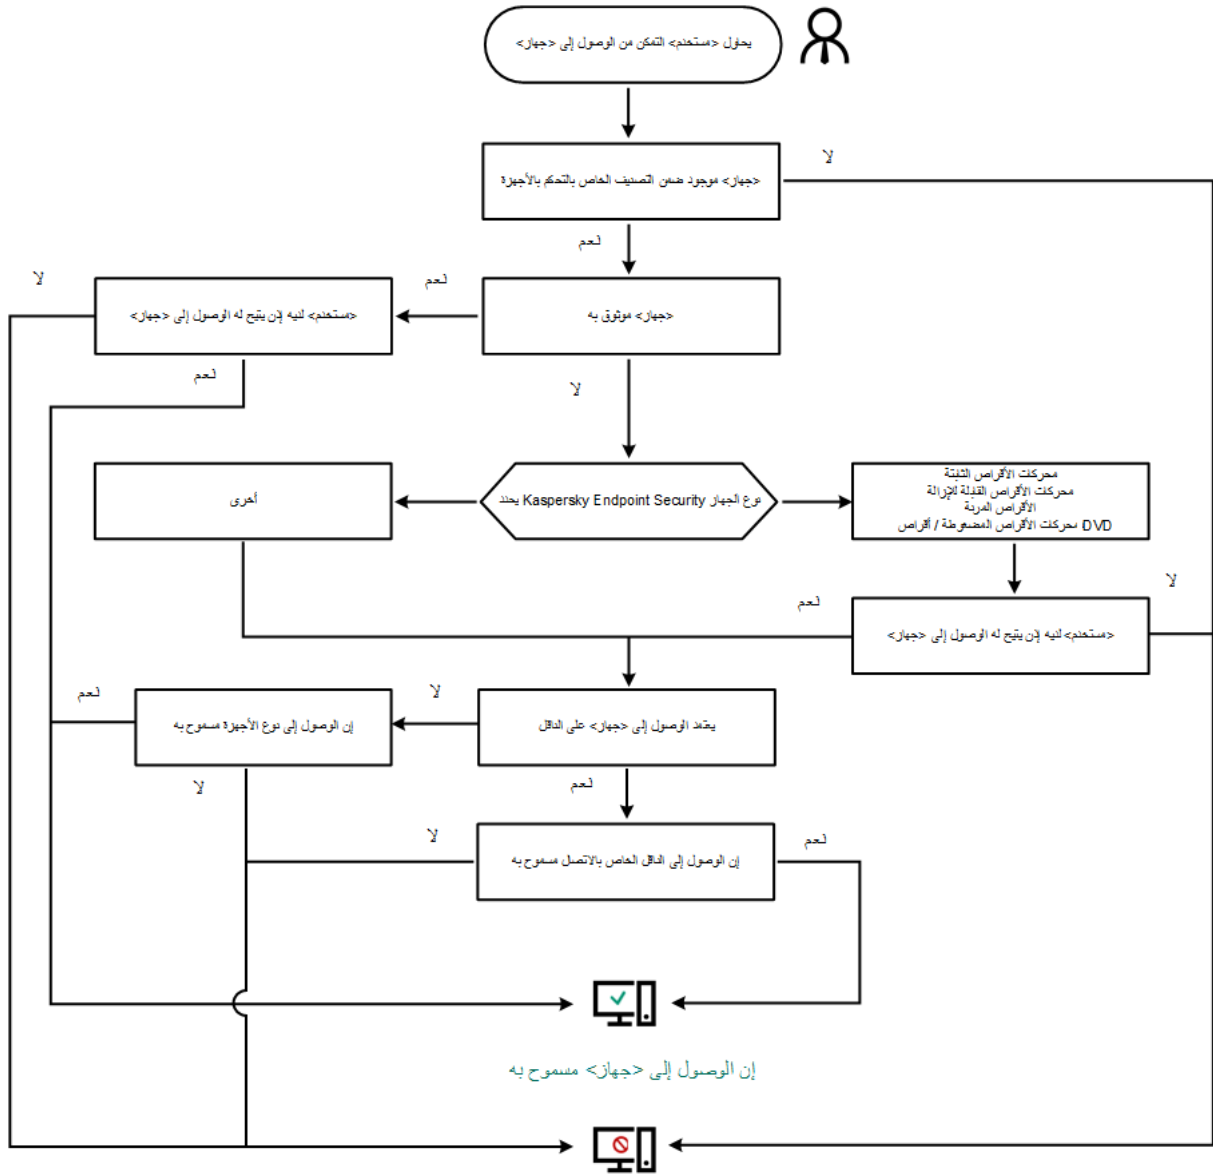 يحاول <مستخدم> التمكن من الوصول إلى <جهاز>
لا
<جهاز> موجود ضمن التصنيف الخاص بالتحكم بالأجهزة
نعم
نعم
لا
<جهاز> موثوق به
<مستخدم> لديه إذن يتيح له الوصول إلى <جهاز>
نعم
لا
محركات الأقراص الثابتة
محركات الأقراص القابلة للإزالة
الأقراص المرنة
محركات الأقراص المضغوطة / أقراص DVD
يحدد Kaspersky Endpoint Security نوع الجهاز
أخرى
لا
نعم
<مستخدم> لديه إذن يتيح له الوصول إلى <جهاز>
لا
نعم
يعتمد الوصول إلى <جهاز> على الناقل
إن الوصول إلى نوع الأجهزة مسموح به
نعم
لا
نعم
لا
إن الوصول إلى الناقل الخاص بالاتصال مسموح به
إن الوصول إلى <جهاز> مسموح به